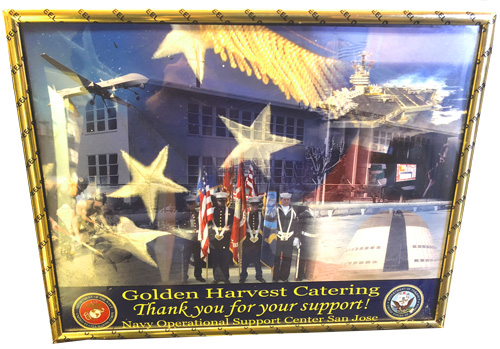 Golden Harvest Catering
Thank you for your support!
Navy Operational Support Center San Jose